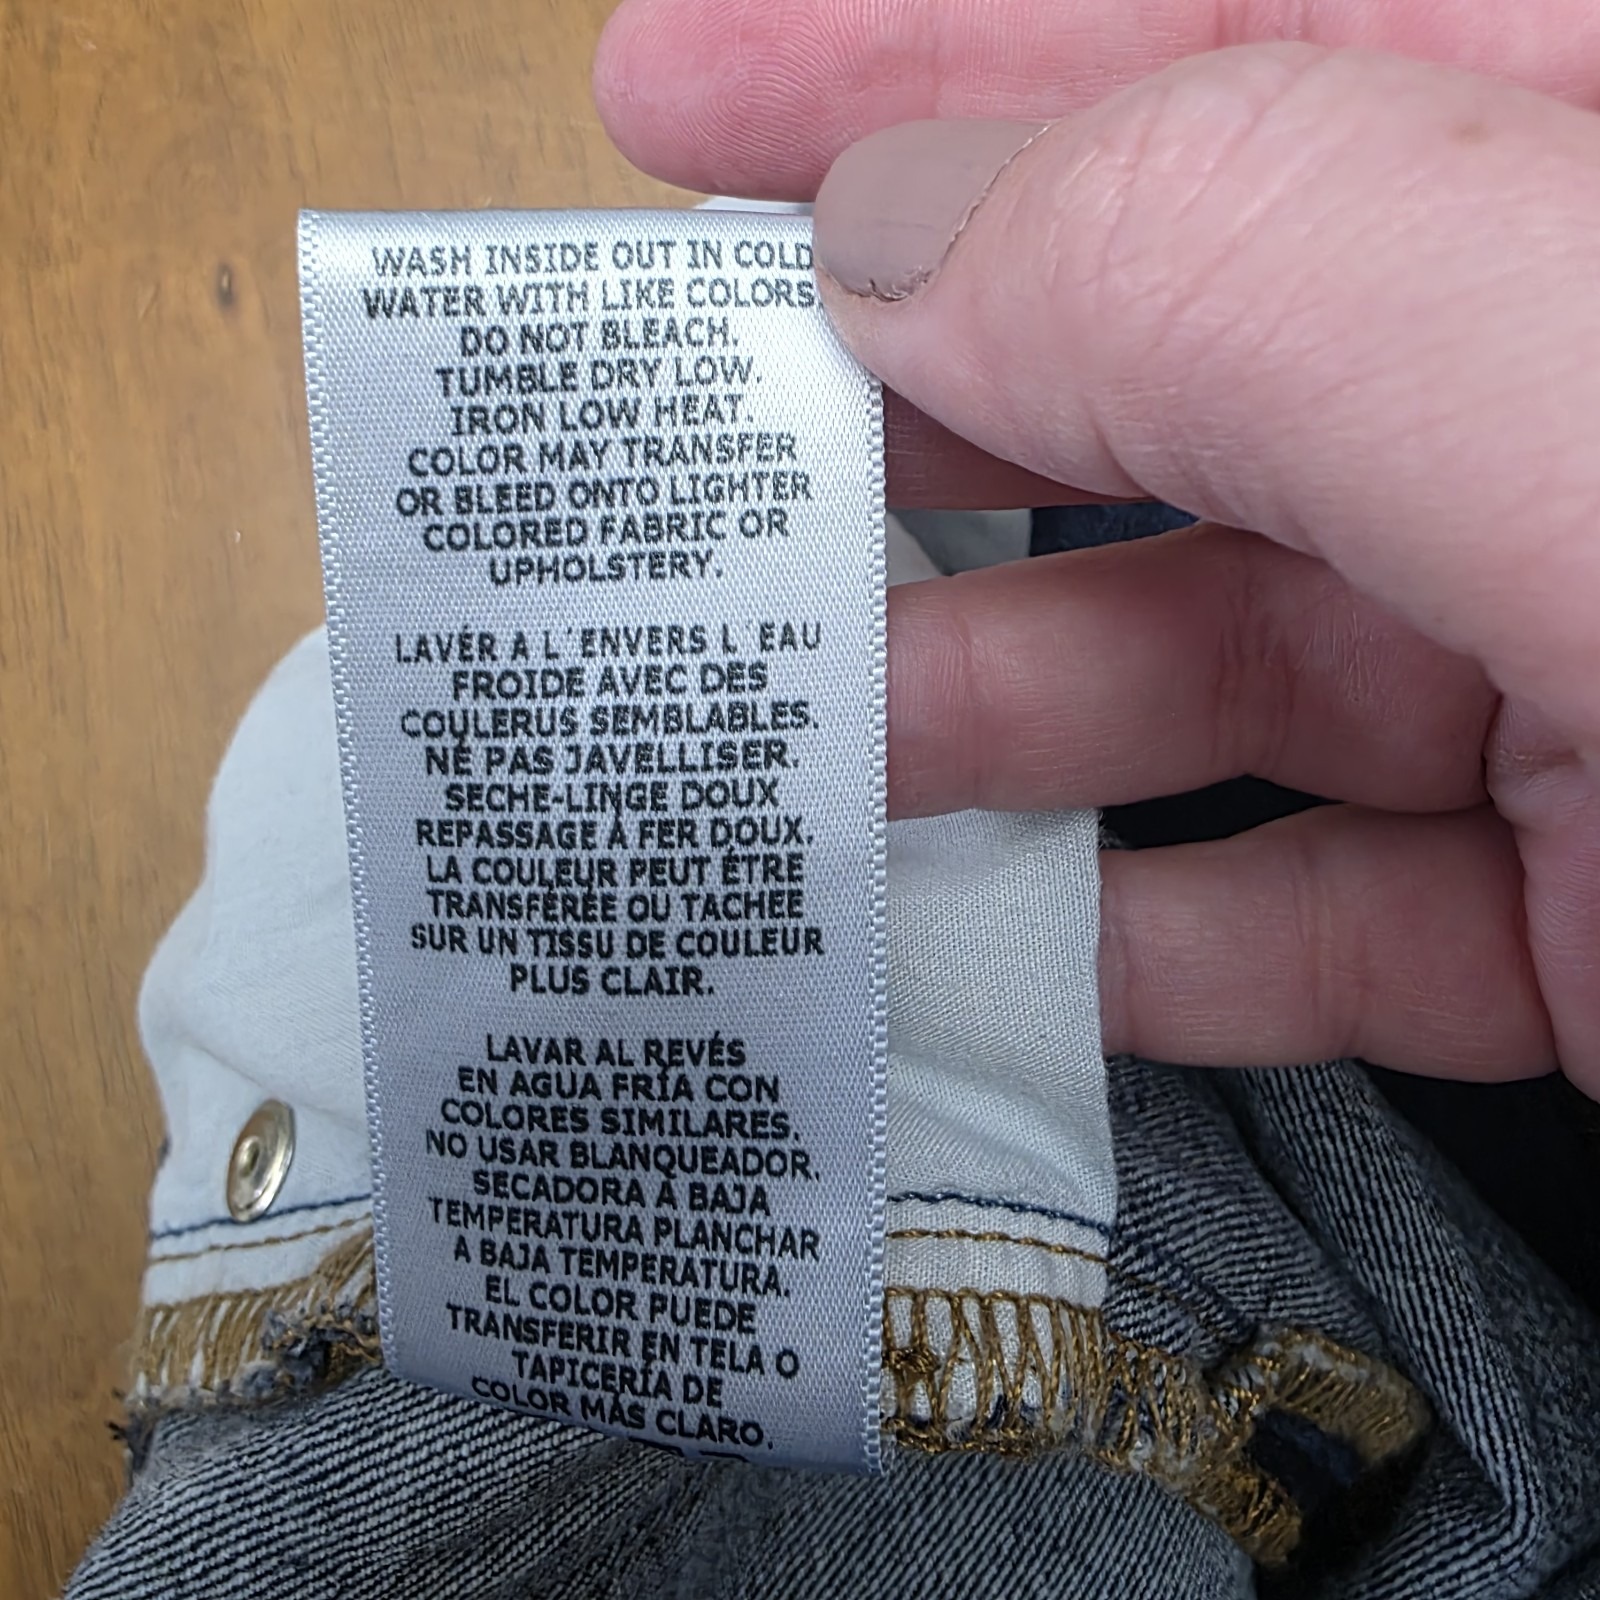 WASH INSIDE OUT IN COLD
WATER WITH LIKE COLORS.
DO NOT BLEACH.
TUMBLE DRY LOW.
IRON LOW HEAT.
COLOR MAY TRANSFER
OR BLEED ONTO LIGHTER
COLORED FABRIC OR
UPHOLSTERY.
LAVÉR A L'ENVERS L'EAU
FROIDE AVEC DES
COULERUS SEMBLABLES.
NÉ PAS JAVELLISER.
SECHE-LINGE DOUX
REPASSAGE À FER DOUX.
LA COULEUR PEUT ÊTRE
TRANSFÉRÉE OU TACHÉE
SUR UN TISSU DE COULEUR
PLUS CLAIR.
LAVAR AL REVÉS
EN AGUA FRÍA CON
COLORES SIMILARES.
NO USAR BLANQUEADOR.
SECADORA A BAJA
TEMPERATURA PLANCHAR
A BAJA TEMPERATURA.
EL COLOR PUEDE
TRANSFERIR EN TELA O
TAPICERÍA DE
COLOR MÁS CLARO.